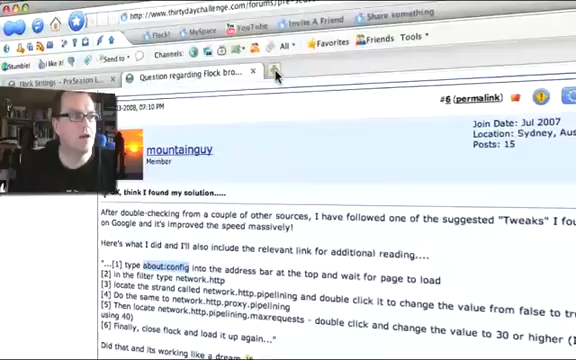 Question regarding Flock bro...
http://www.thirtydaychallenge.com/forums/pre-seaso
Flock!
MySpace
YouTube
Invite A Friend
Share something
Stumble!
I like it!
Channels:
All
Favorites
Friends
Tools
Flock Settings - PreSeason
Question regarding Flock bro...
-2008, 07:10 PM
#6 (permalink)
mountainguy
Member
Join Date: Jul 2007
Location: Sydney, Aus
Posts: 15
OK, think I found my solution.....
After double-checking from a couple of other sources, I have followed one of the suggested "Tweaks" I fou
on Google and it's improved the speed massively!
Here's what I did and I'll also include the relevant link for additional reading....
"...[1] type about:config into the address bar at the top and wait for page to load
[2] in the filter type network.http
[3] locate the strand called network.http.pipelining and double click it to change the value from false to tr
[4] Do the same to network.http.proxy.pipelining
[5] Then locate network.http.pipelining.maxrequests - double click and change the value to 30 or higher (I
using 40)
[6] Finally, close flock and load it up again..."
Did that and its working like a dream